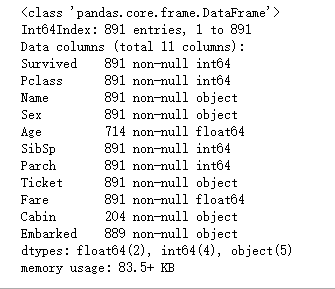 <class 'pandas.core.frame.DataFrame'>
Int64Index: 891 entries, 1 to 891
Data columns (total 11 columns):
Survived    891 non-null int64
Pclass      891 non-null int64
Name        891 non-null object
Sex         891 non-null object
Age         714 non-null float64
SibSp       891 non-null int64
Parch       891 non-null int64
Ticket      891 non-null object
Fare        891 non-null float64
Cabin       204 non-null object
Embarked    889 non-null object
dtypes: float64(2), int64(4), object(5)
memory usage: 83.5+ KB